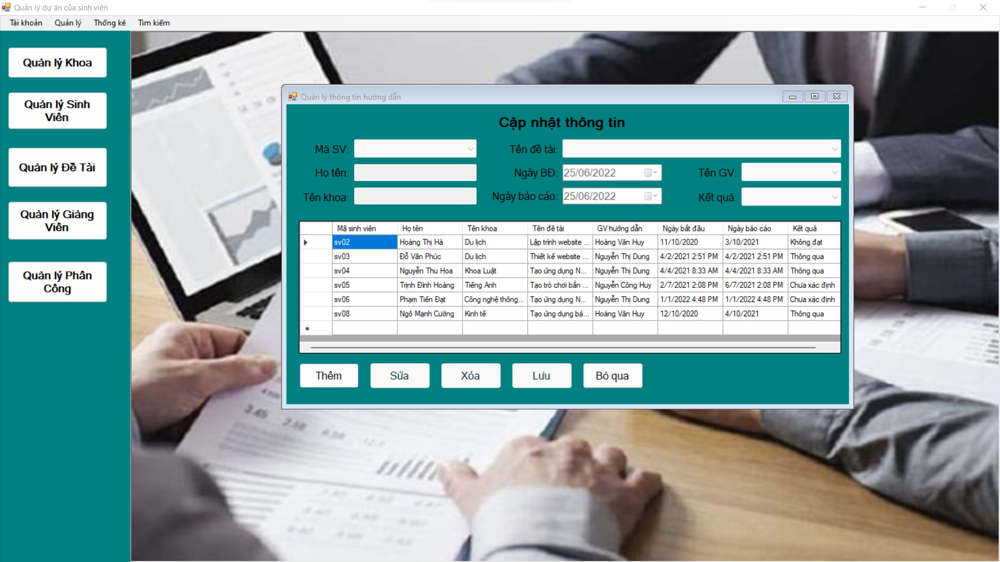 Quản lý dự án của sinh viên
Tài khoản Quản lý Thống kê Tìm kiếm
Quản lý Khoa
Quản lý Sinh
Viên
Quản lý Đề Tài
Quản lý Giảng
Viên
Quản lý Phân
Công
Quản lý thông tin hướng dẫn
Cập nhật thông tin
Mã SV: Tên đề tài:
Họ tên: Ngày BĐ: 25/06/2022 Tên GV:
Tên khoa: Ngày báo cáo: 25/06/2022 Kết quả:
Mã sinh viên Họ tên Tên khoa Tên đề tài GV hướng dẫn Ngày bắt đầu Ngày báo cáo Kết quả
sv02 Hoàng Thị Hà Du lịch Lập trình website ... Hoàng Văn Huy 11/10/2020 3/10/2021 Không đạt
sv03 Đỗ Văn Phúc Du lịch Thiết kế website ... Nguyễn Thị Dung 4/2/2021 2:51 PM 4/2/2021 2:51 PM Thông qua
sv04 Nguyễn Thu Hoa Khoa Luật Tạo ứng dụng N... Nguyễn Thị Dung 4/4/2021 8:33 AM 4/4/2021 8:33 AM Thông qua
sv05 Trịnh Đình Hoàng Tiếng Anh Tạo trò chơi bắn ... Nguyễn Công Huy 2/7/2021 2:08 PM 6/7/2021 2:08 PM Chưa xác định
sv06 Phạm Tiến Đạt Công nghệ thông... Tạo ứng dụng N... Nguyễn Thị Dung 1/1/2022 4:48 PM 1/1/2022 4:48 PM Chưa xác định
sv08 Ngô Mạnh Cường Kinh tế Tạo ứng dụng bá... Hoàng Văn Huy 12/10/2020 4/10/2021 Thông qua
Thêm Sửa Xóa Lưu Bỏ qua
3.45 2.58